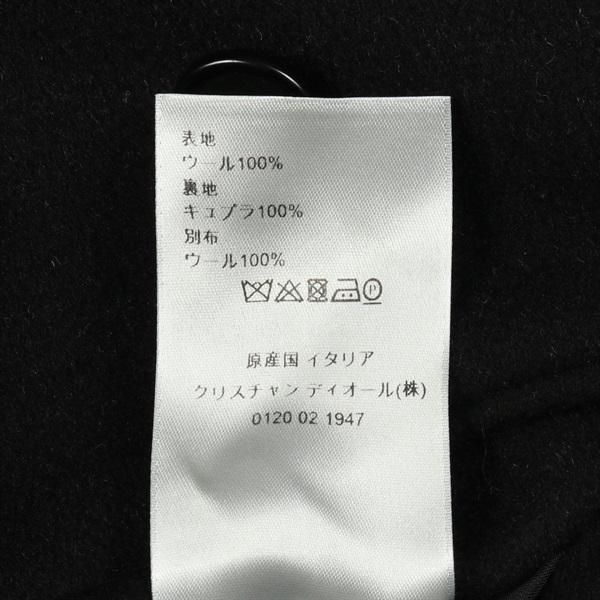 表地
ウール100%
裏地
キュプラ100%
別布
ウール100%
P
原産国 イタリア
クリスチャン ディオール(株)
0120 02 1947